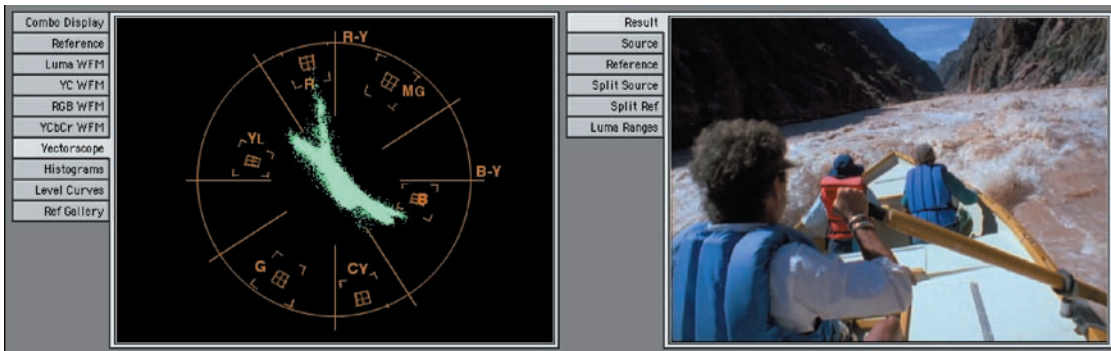 Combo Display
Reference
Luma WFM
YC WFM
RGB WFM
YCbCr WFM
Vectorscope
Histograms
Level Curves
Ref Gallery
R-Y
R
MG
YL
B-Y
B
G
CY
Result
Source
Reference
Split Source
Split Ref
Luma Ranges